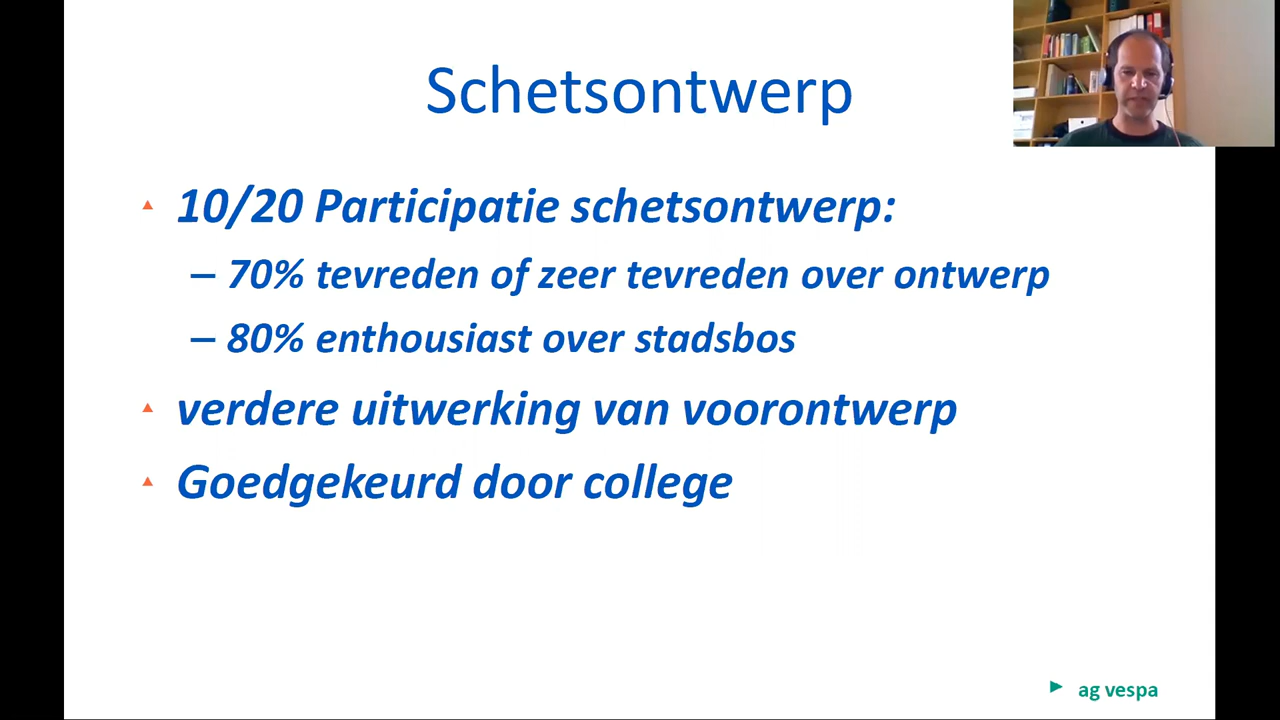 Schetsontwerp
10/20 Participatie schetsontwerp:
– 70% tevreden of zeer tevreden over ontwerp
– 80% enthousiast over stadsbos
verdere uitwerking van voorontwerp
Goedgekeurd door college
ag vespa